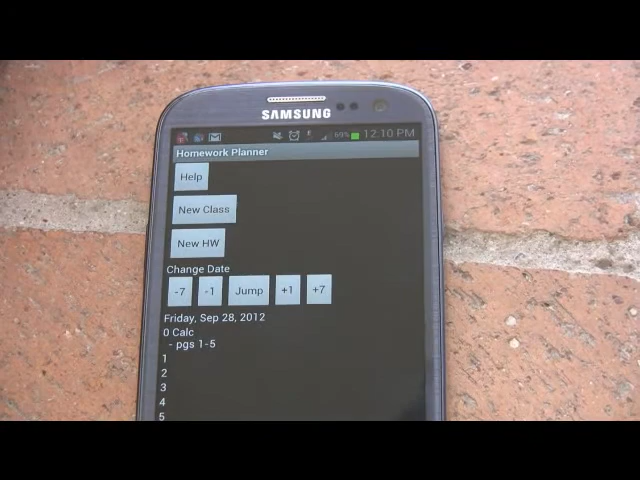 SAMSUNG
69% 12:10 PM
Homework Planner
Help
New Class
New HW
Change Date
-7 -1 Jump +1 +7
Friday, Sep 28, 2012
0 Calc
- pgs 1-5
1
2
3
4
5